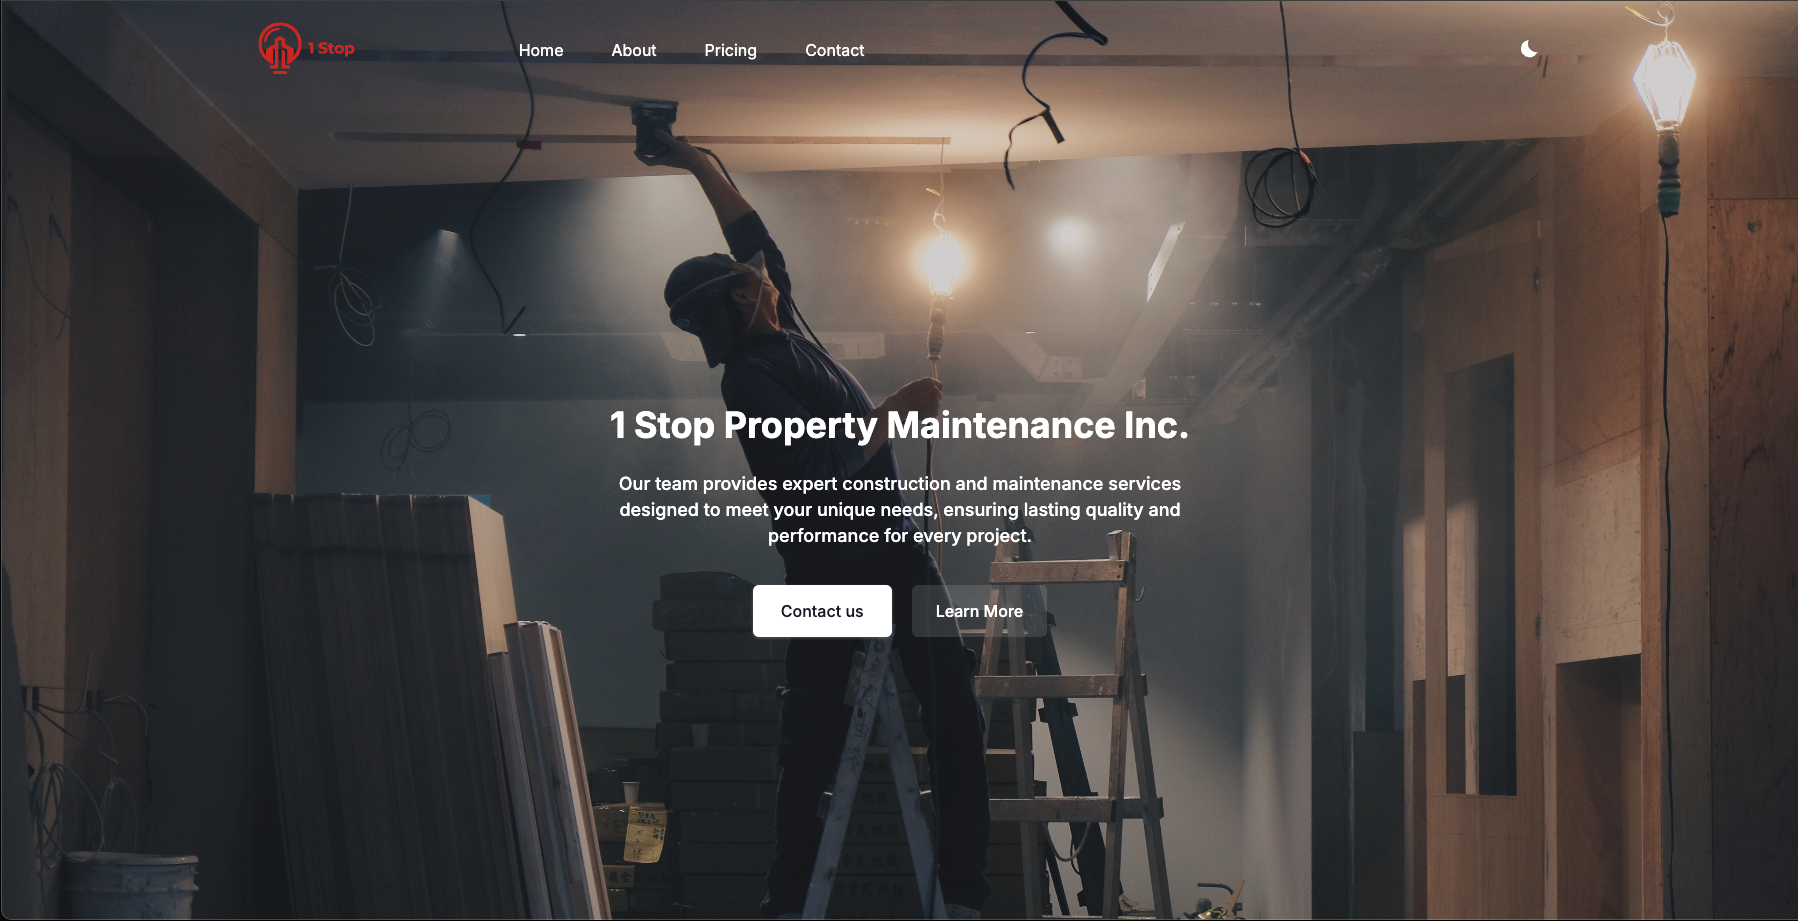 1 Stop
Home
About
Pricing
Contact
1 Stop Property Maintenance Inc.
Our team provides expert construction and maintenance services
designed to meet your unique needs, ensuring lasting quality and
performance for every project.
Contact us
Learn More